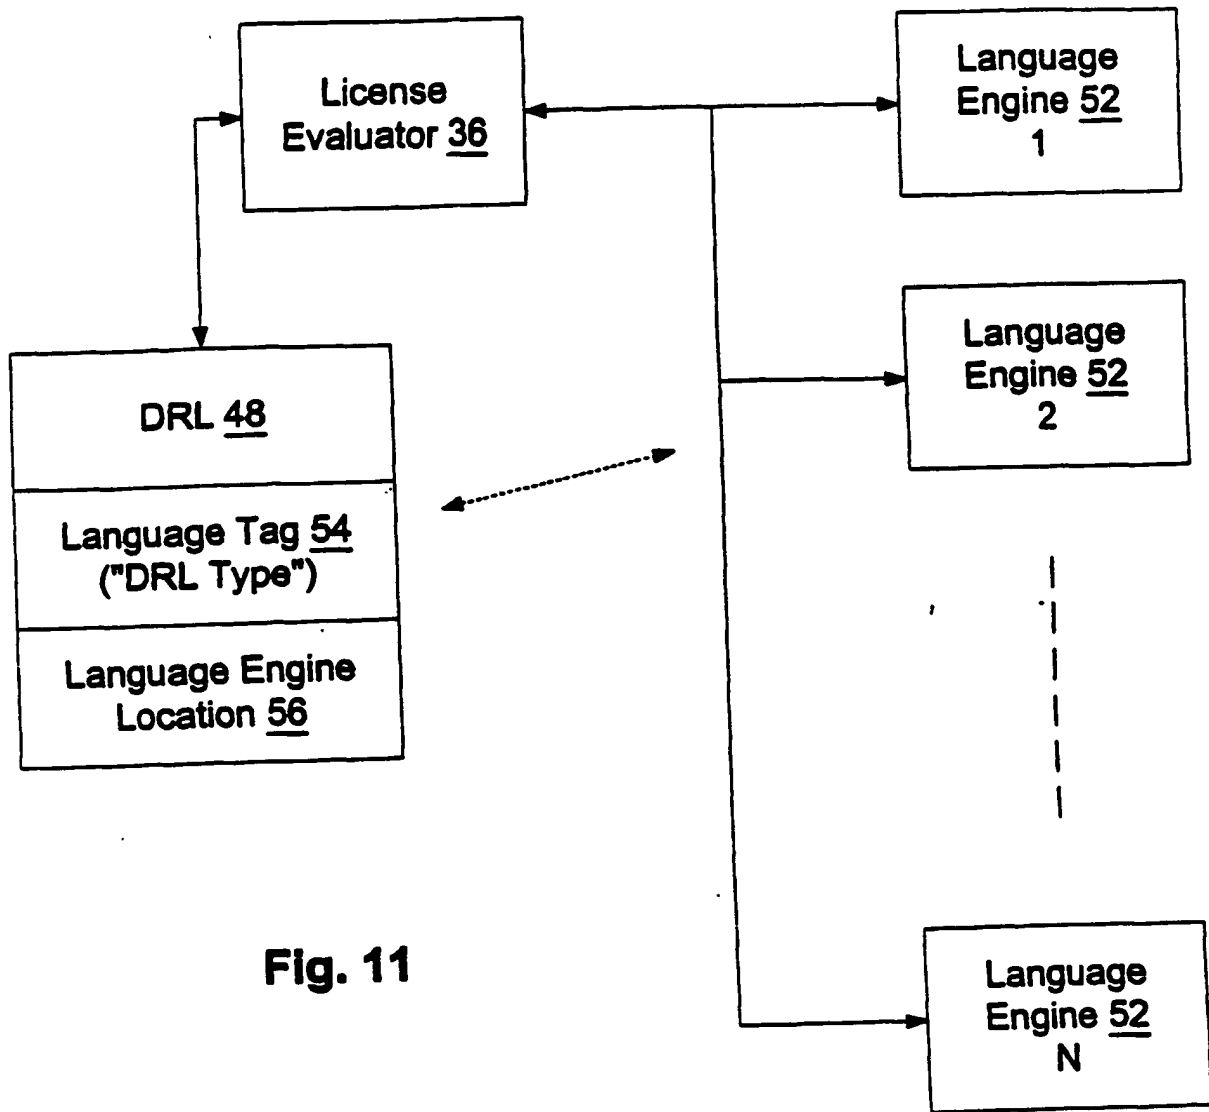 License
Evaluator 36
Language
Engine 52
1
Language
Engine 52
2
DRL 48
Language Tag 54
("DRL Type")
Language Engine
Location 56
Fig. 11
Language
Engine 52
N